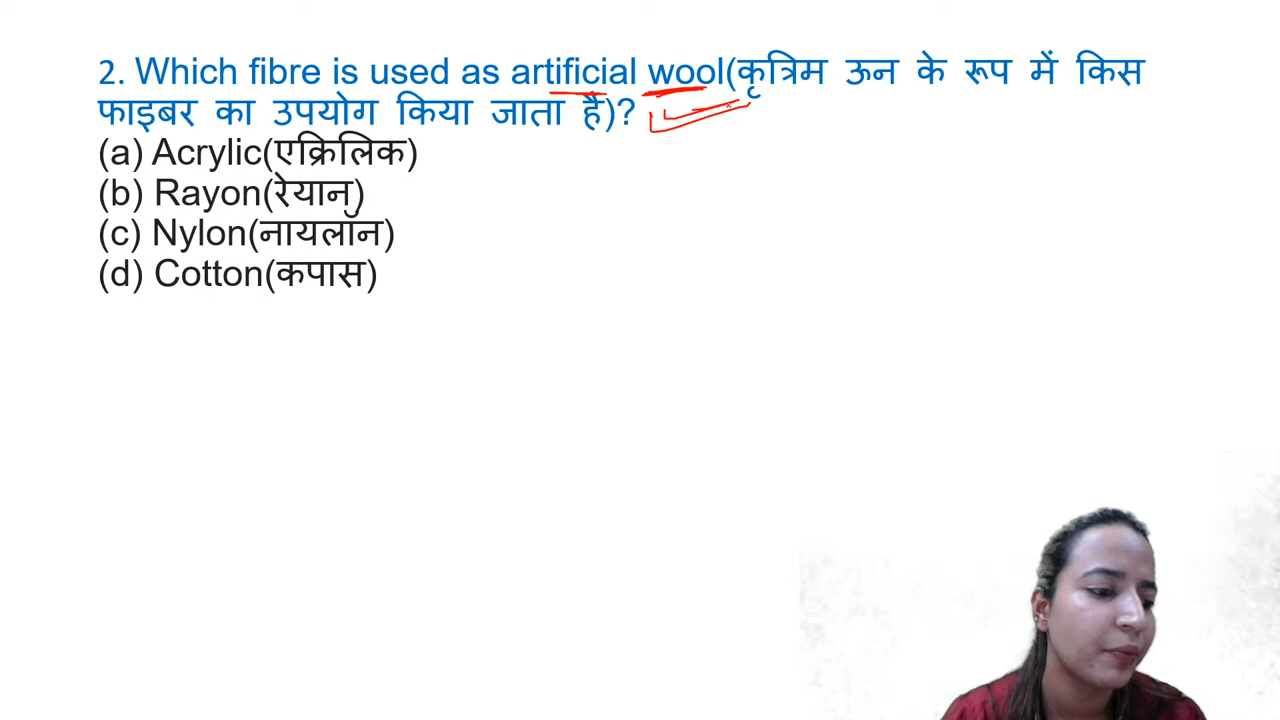 2. Which fibre is used as artificial wool(कृत्रिम ऊन के रूप में किस
फाइबर का उपयोग किया जाता है)?
(a) Acrylic(एक्रिलिक)
(b) Rayon(रेयान)
(c) Nylon(नायलॉन)
(d) Cotton(कपास)